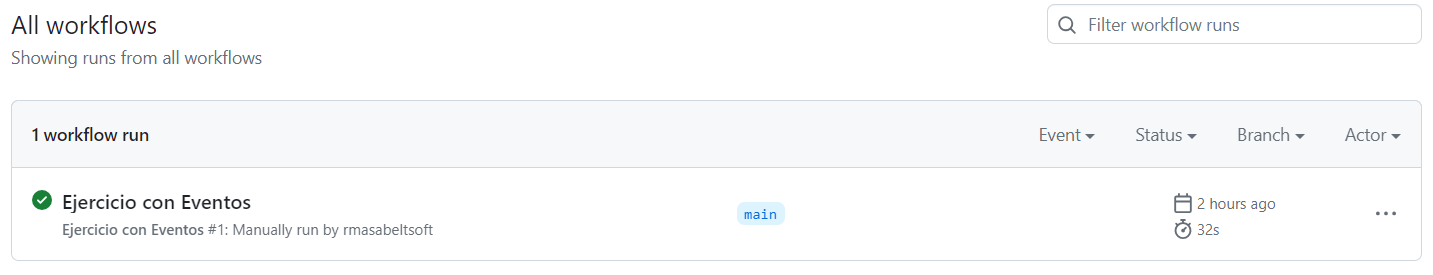 All workflows
Filter workflow runs
Showing runs from all workflows
1 workflow run
Event Status Branch Actor
Ejercicio con Eventos
main
2 hours ago
Ejercicio con Eventos #1: Manually run by rmasabeltsoft
32s